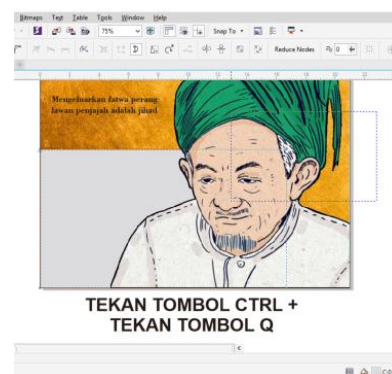 Bitmaps Text Table Tools Window Help
75% Snap To
Reduce Nodes 0
Mengeluarkan fatwa perang
lawan penjajah adalah jihad
TEKAN TOMBOL CTRL +
TEKAN TOMBOL Q